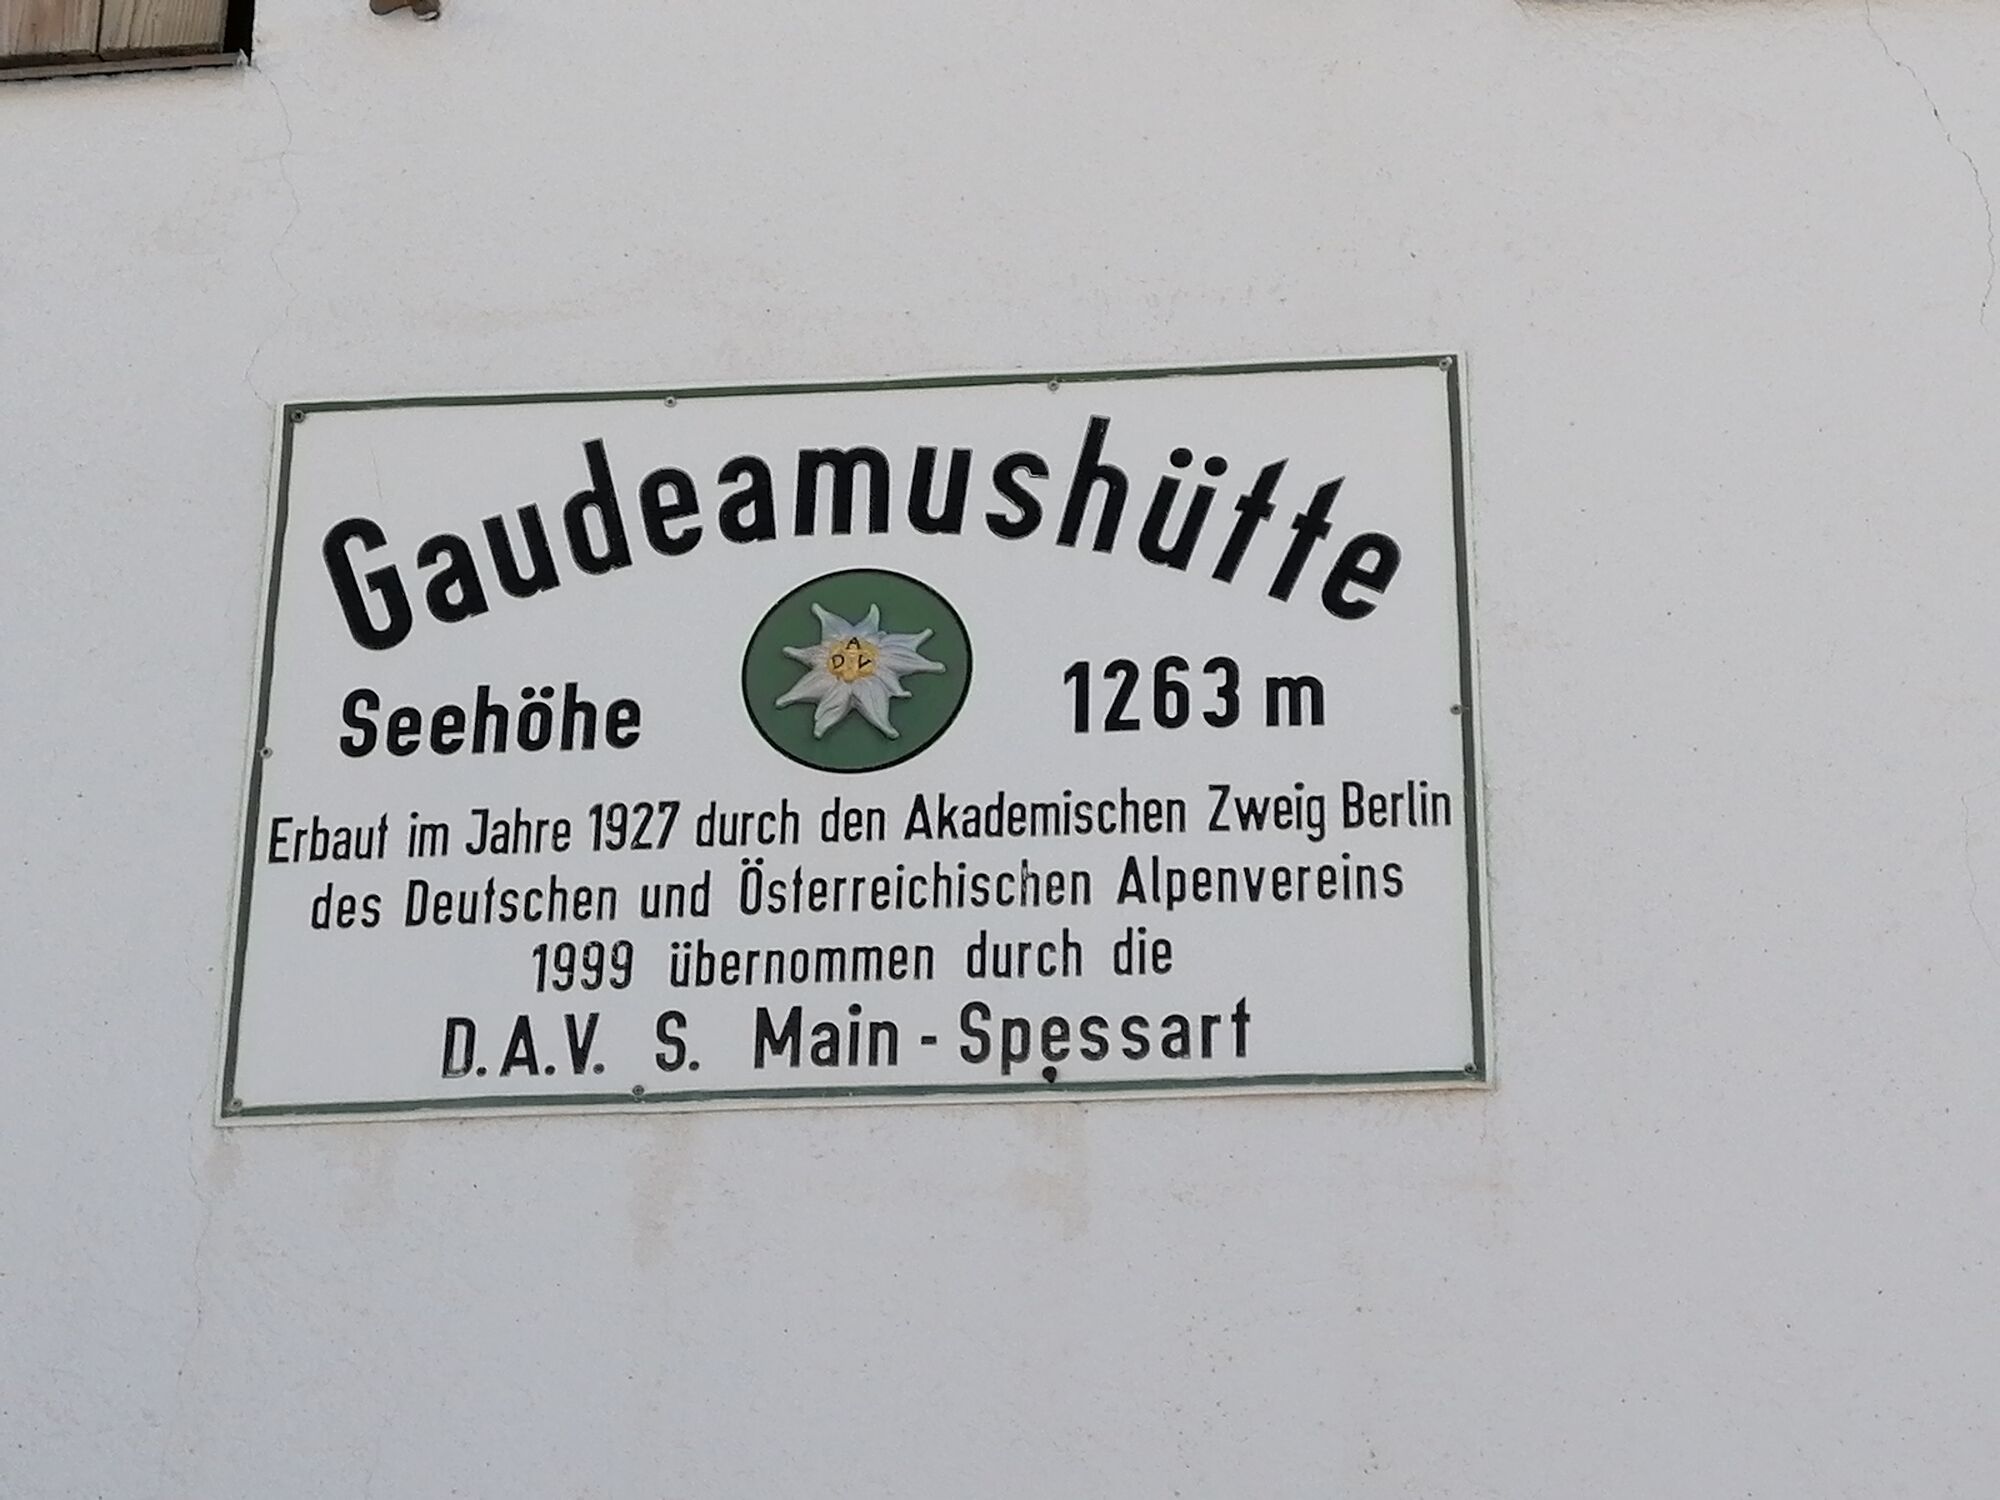 Gaudeamushütte
A
D V
Seehöhe 1263 m
Erbaut im Jahre 1927 durch den Akademischen Zweig Berlin
des Deutschen und Österreichischen Alpenvereins
1999 übernommen durch die
D.A.V. S. Main - Spessart